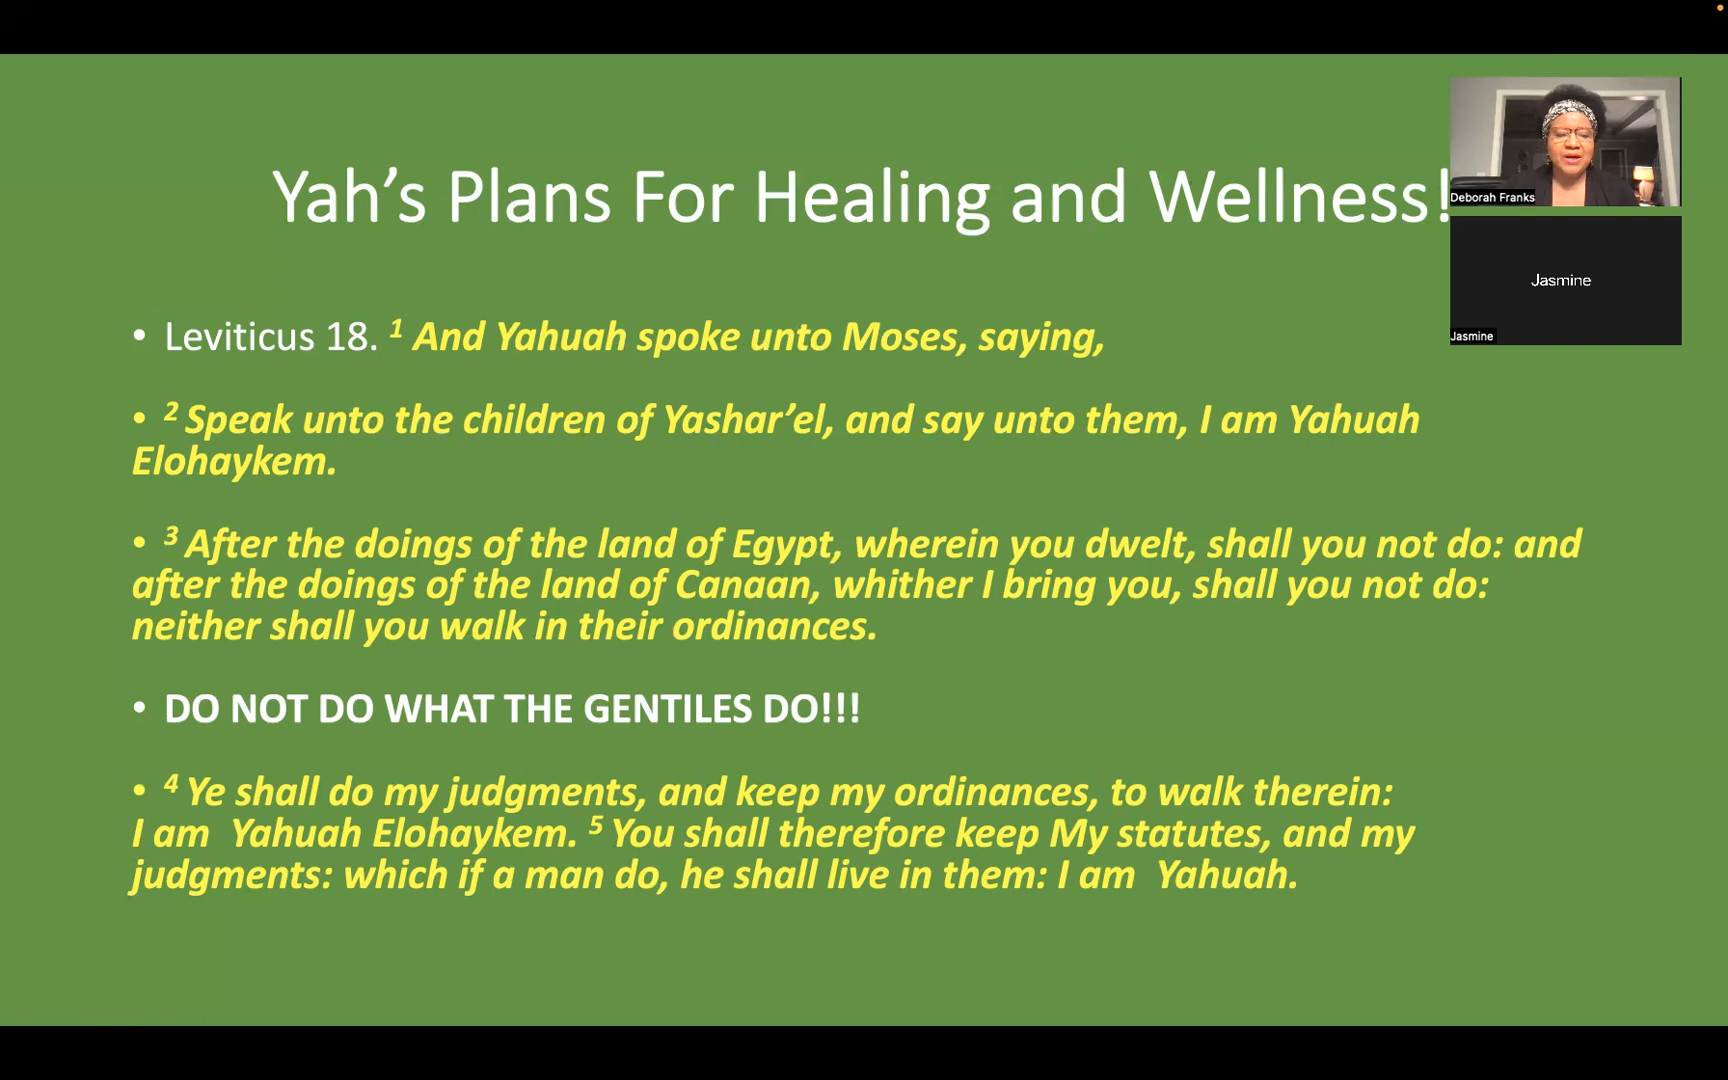 Yah’s Plans For Healing and Wellness!
Deborah Franks
Jasmine
Jasmine
• Leviticus 18. 1 And Yahuah spoke unto Moses, saying,
• 2 Speak unto the children of Yashar’el, and say unto them, I am Yahuah
Elohaykem.
• 3 After the doings of the land of Egypt, wherein you dwelt, shall you not do: and
after the doings of the land of Canaan, whither I bring you, shall you not do:
neither shall you walk in their ordinances.
• DO NOT DO WHAT THE GENTILES DO!!!
• 4 Ye shall do my judgments, and keep my ordinances, to walk therein:
I am  Yahuah Elohaykem. 5 You shall therefore keep My statutes, and my
judgments: which if a man do, he shall live in them: I am  Yahuah.